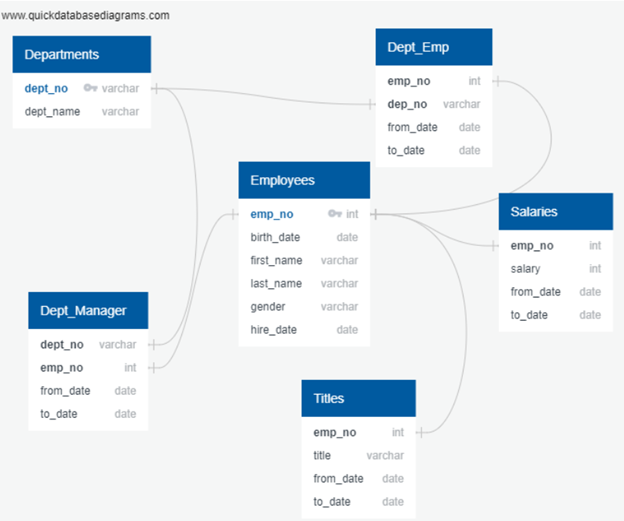 www.quickdatabasediagrams.com
Departments
dept_no varchar
dept_name varchar
Dept_Emp
emp_no int
dep_no varchar
from_date date
to_date date
Employees
emp_no int
birth_date date
first_name varchar
last_name varchar
gender varchar
hire_date date
Salaries
emp_no int
salary int
from_date date
to_date date
Dept_Manager
dept_no varchar
emp_no int
from_date date
to_date date
Titles
emp_no int
title varchar
from_date date
to_date date